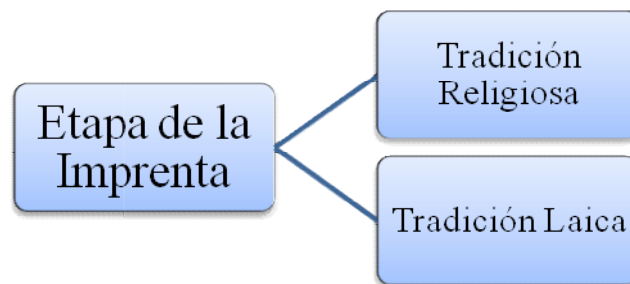 Etapa de la
Imprenta
Tradición
Religiosa
Tradición Laica